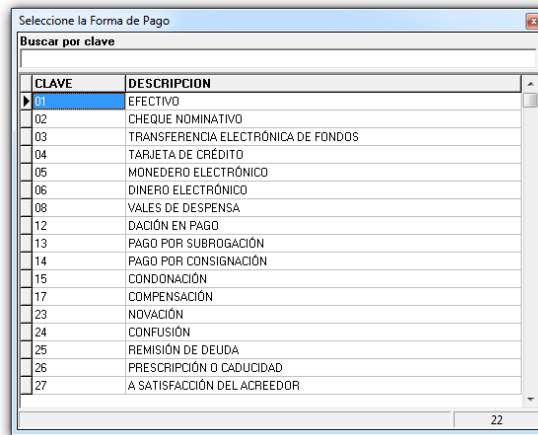 Seleccione la Forma de Pago
Buscar por clave
CLAVE DESCRIPCION
01 EFECTIVO
02 CHEQUE NOMINATIVO
03 TRANSFERENCIA ELECTRÓNICA DE FONDOS
04 TARJETA DE CRÉDITO
05 MONEDERO ELECTRÓNICO
06 DINERO ELECTRÓNICO
08 VALES DE DESPENSA
12 DACIÓN EN PAGO
13 PAGO POR SUBROGACIÓN
14 PAGO POR CONSIGNACIÓN
15 CONDONACIÓN
17 COMPENSACIÓN
23 NOVACIÓN
24 CONFUSIÓN
25 REMISIÓN DE DEUDA
26 PRESCRIPCIÓN O CADUCIDAD
27 A SATISFACCIÓN DEL ACREEDOR
22